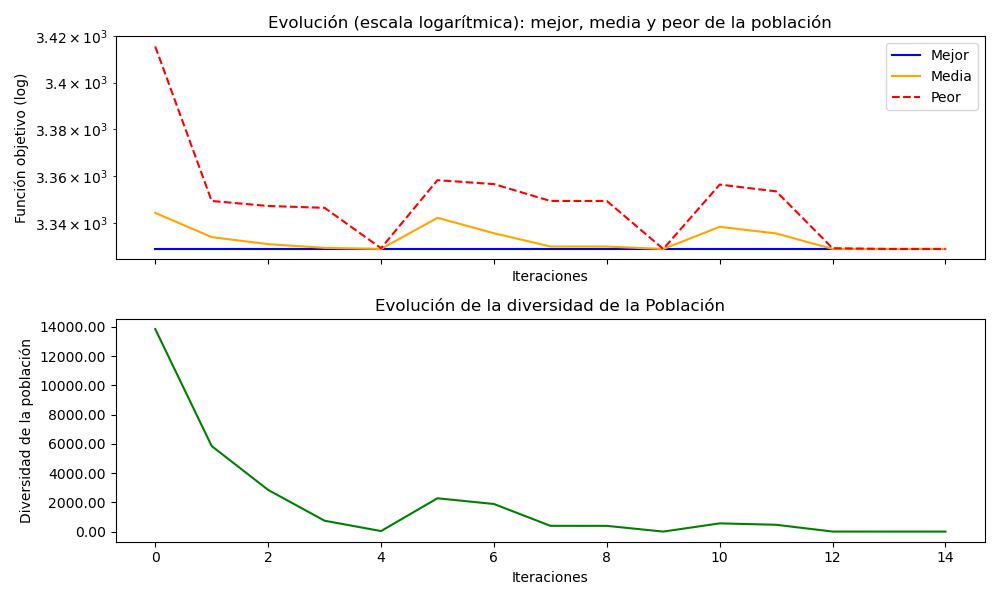 Evolución (escala logarítmica): mejor, media y peor de la población
3.42 × 10³
3.4 × 10³
3.38 × 10³
3.36 × 10³
3.34 × 10³
Función objetivo (log)
Mejor
Media
Peor
Iteraciones
Evolución de la diversidad de la Población
14000.00
12000.00
10000.00
8000.00
6000.00
4000.00
2000.00
0.00
Diversidad de la población
0 2 4 6 8 10 12 14
Iteraciones